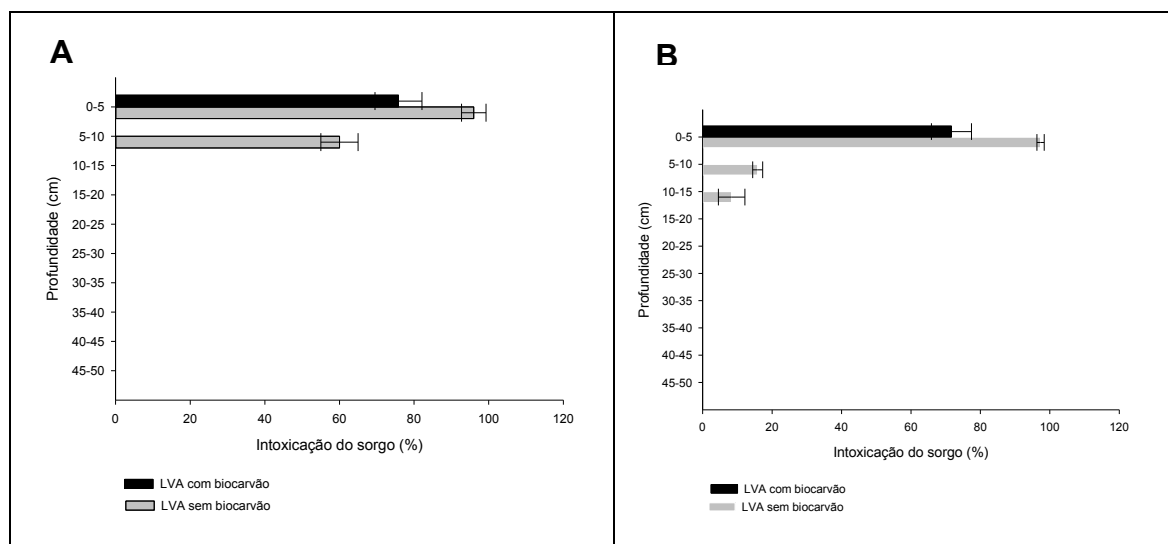 A
Profundidade (cm)
0-5
5-10
10-15
15-20
20-25
25-30
30-35
35-40
40-45
45-50
0 20 40 60 80 100 120
Intoxicação do sorgo (%)
LVA com biocarvão
LVA sem biocarvão
B
Profundidade (cm)
0-5
5-10
10-15
15-20
20-25
25-30
30-35
35-40
40-45
45-50
0 20 40 60 80 100 120
Intoxicação do sorgo (%)
LVA com biocarvão
LVA sem biocarvão